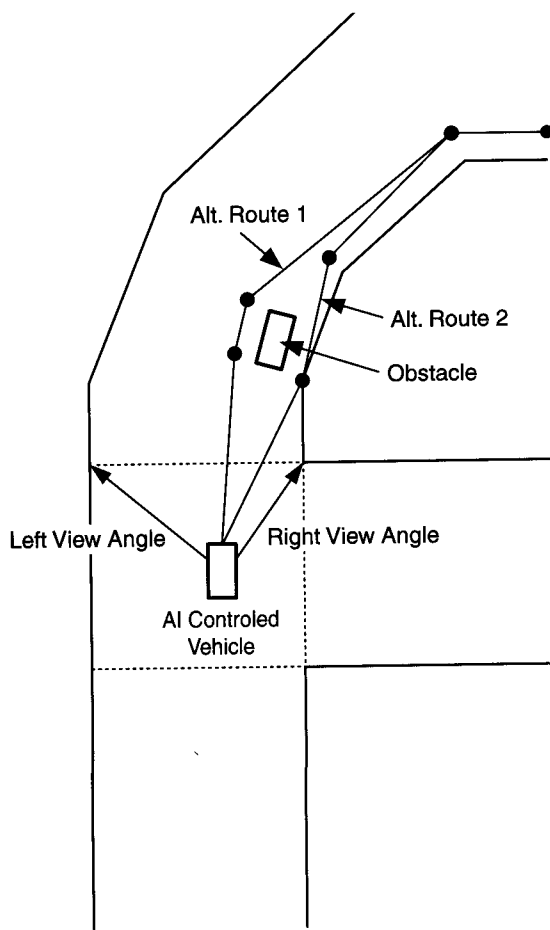 Alt. Route 1
Alt. Route 2
Obstacle
Left View Angle
Right View Angle
AI Controled
Vehicle